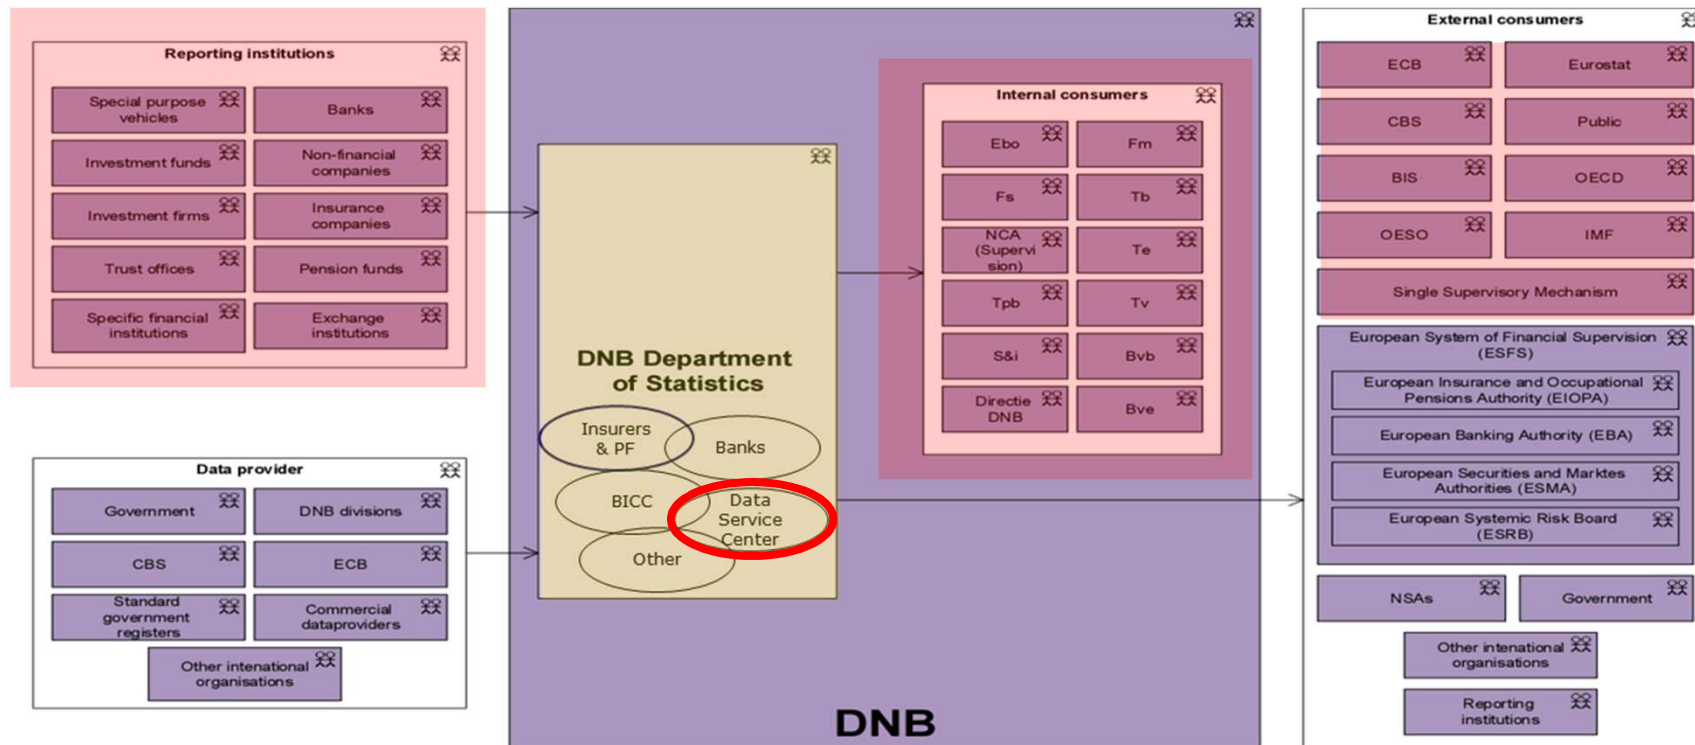 Reporting institutions
Special purpose
vehicles
Banks
Investment funds
Non-financial
companies
Investment firms
Insurance
companies
Trust offices
Pension funds
Specific financial
institutions
Exchange
institutions
Data provider
Government
DNB divisions
CBS
ECB
Standard
government
registers
Commercial
dataproviders
Other intenational
organisations
DNB Department
of Statistics
Insurers
& PF
Banks
BICC
Data
Service
Center
Other
Internal consumers
Ebo
Fm
Fs
Tb
NCA
(Supervi
sion)
Te
Tpb
Tv
S&i
Bvb
Directie
DNB
Bve
DNB
External consumers
ECB
Eurostat
CBS
Public
BIS
OECD
OESO
IMF
Single Supervisory Mechanism
European System of Financial Supervision
(ESFS)
European Insurance and Occupational
Pensions Authority (EIOPA)
European Banking Authority (EBA)
European Securities and Marktes
Authorities (ESMA)
European Systemic Risk Board
(ESRB)
NSAs
Government
Other intenational
organisations
Reporting
institutions